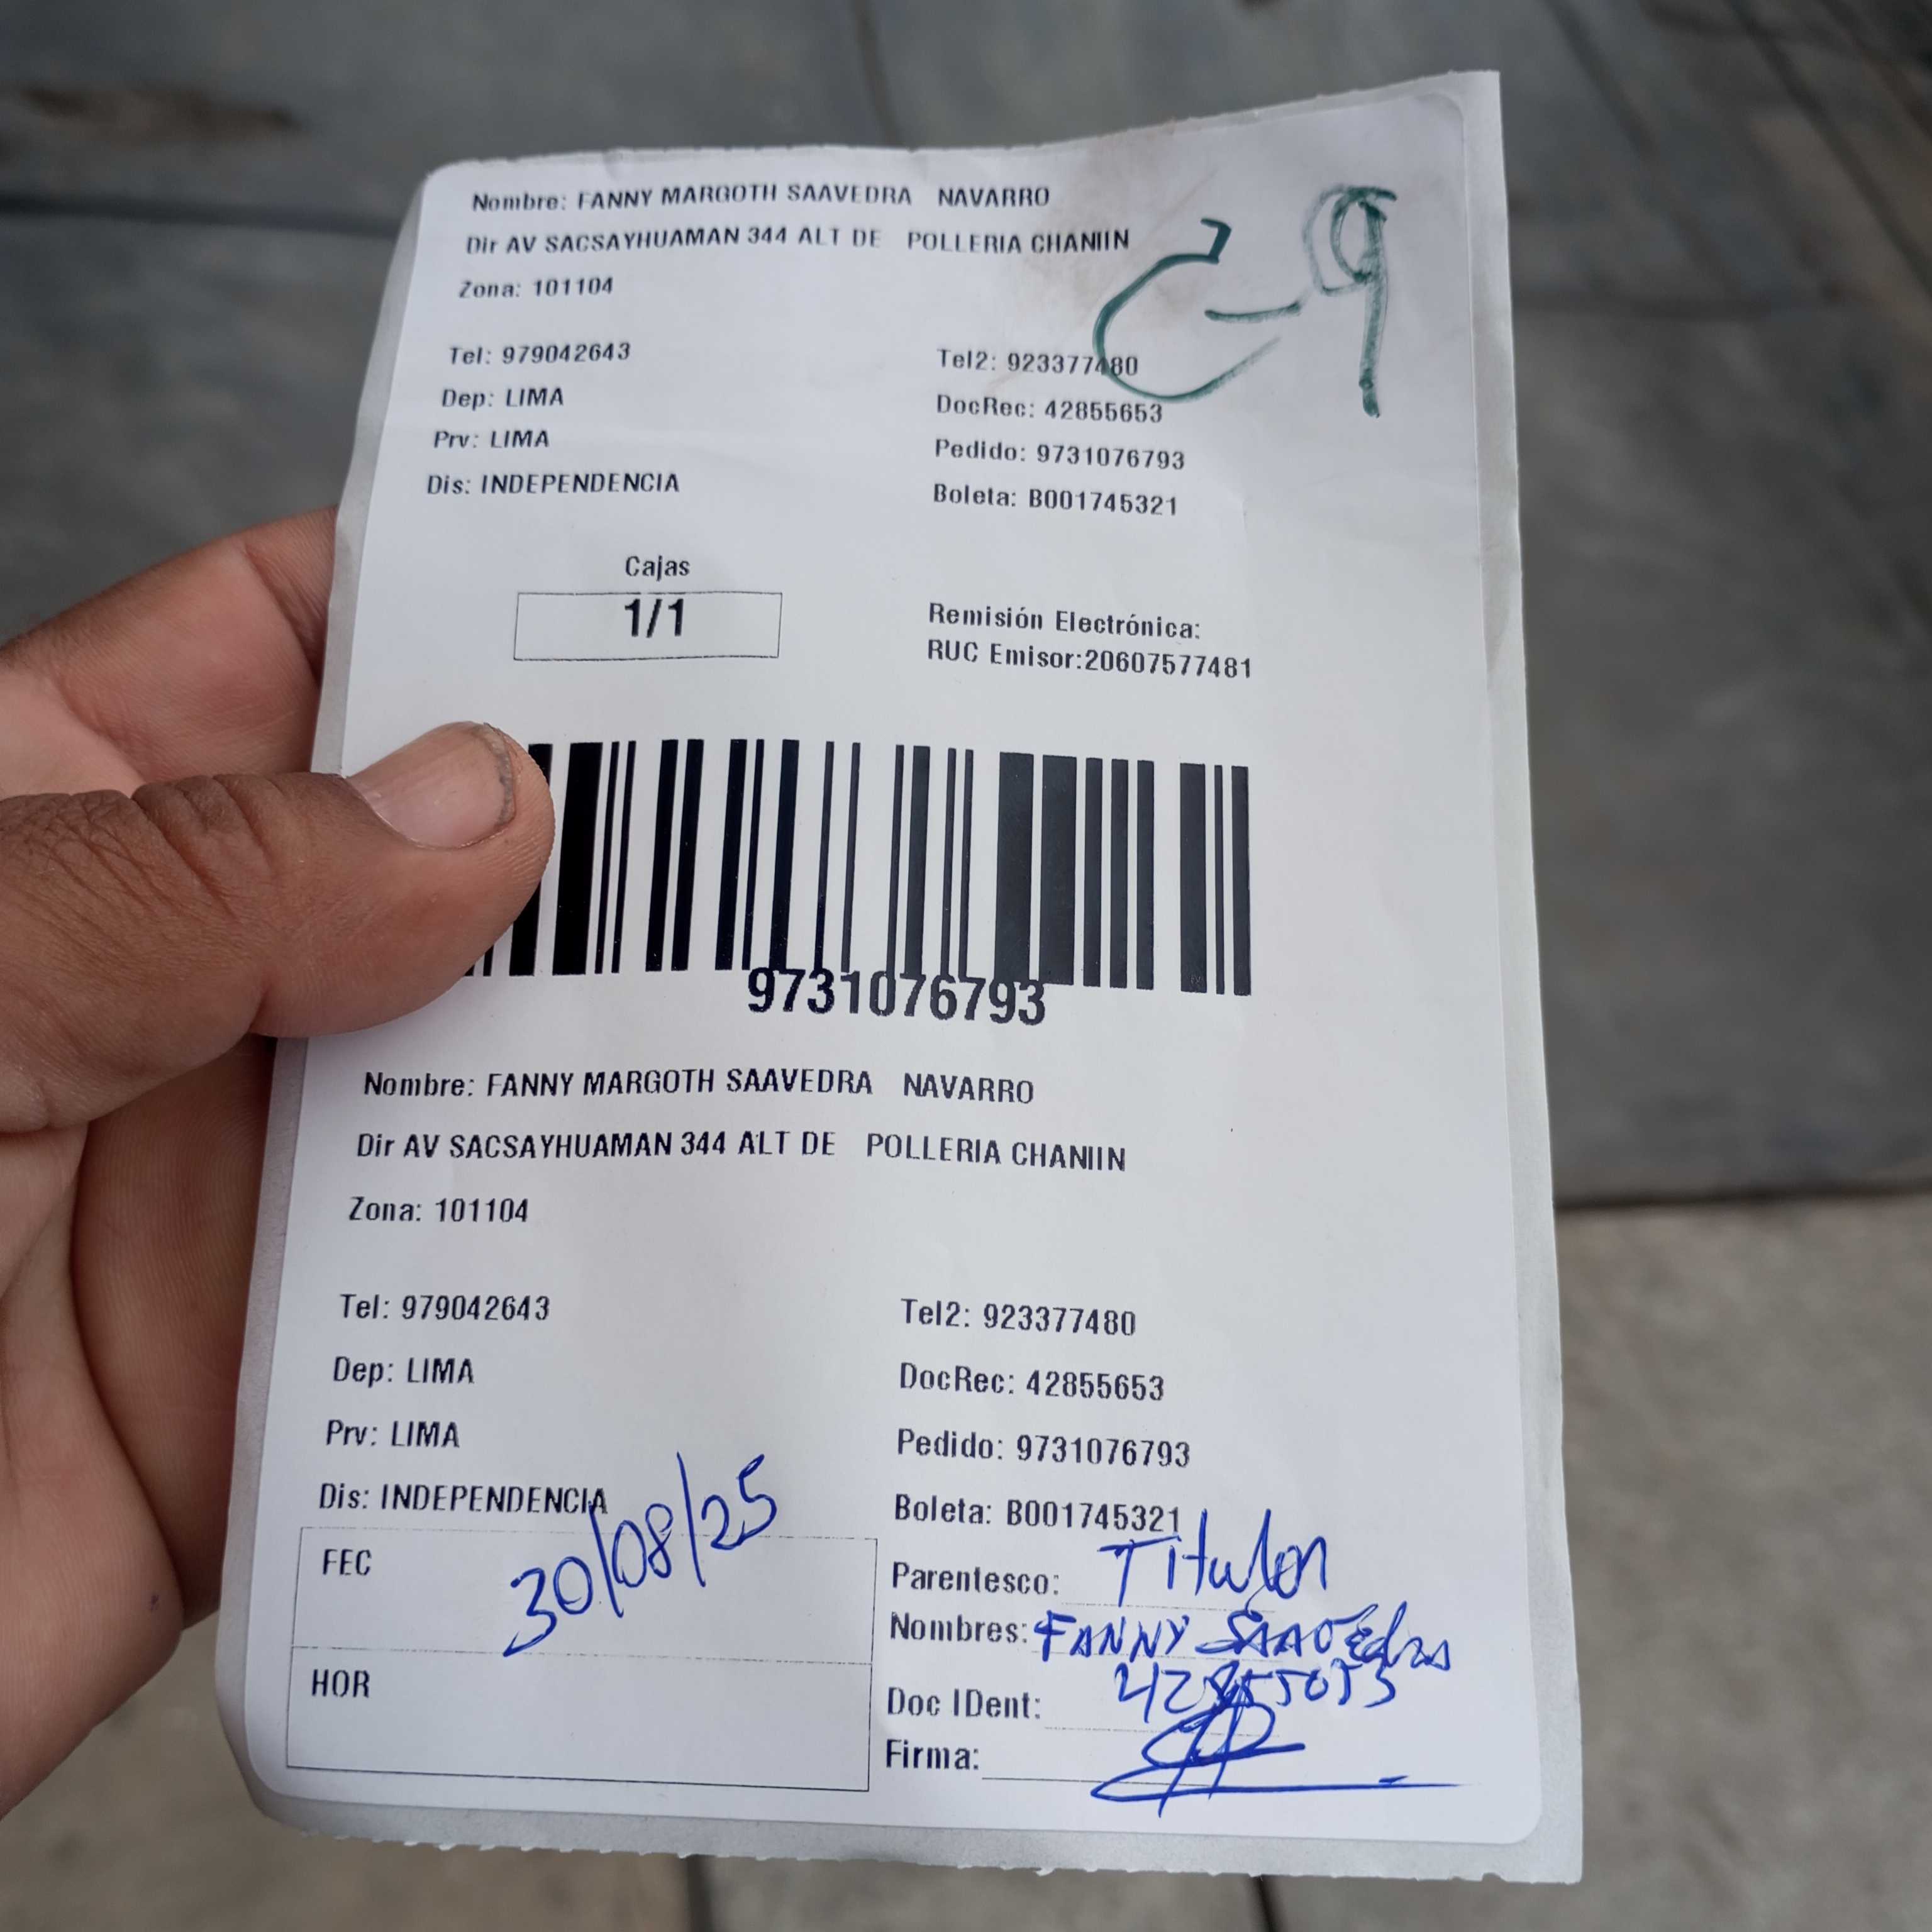 Nombre: FANNY MARGOTH SAAVEDRA NAVARRO
Dir AV SACSAYHUAMAN 344 ALT DE POLLERIA CHANIIN
C-9
Zona: 101104
Tel: 979042643 Tel2: 923377480
Dep: LIMA DocRec: 42855653
Prv: LIMA Pedido: 9731076793
Dis: INDEPENDENCIA Boleta: B001745321
Cajas
1/1
Remisión Electrónica:
RUC Emisor:20607577481
9731076793
Nombre: FANNY MARGOTH SAAVEDRA NAVARRO
Dir AV SACSAYHUAMAN 344 ALT DE POLLERIA CHANIIN
Zona: 101104
Tel: 979042643 Tel2: 923377480
Dep: LIMA DocRec: 42855653
Prv: LIMA Pedido: 9731076793
Dis: INDEPENDENCIA Boleta: B001745321
FEC 30/08/25
HOR
Parentesco: Titular
Nombres: FANNY SAAVEdra
Doc IDent:
Firma: